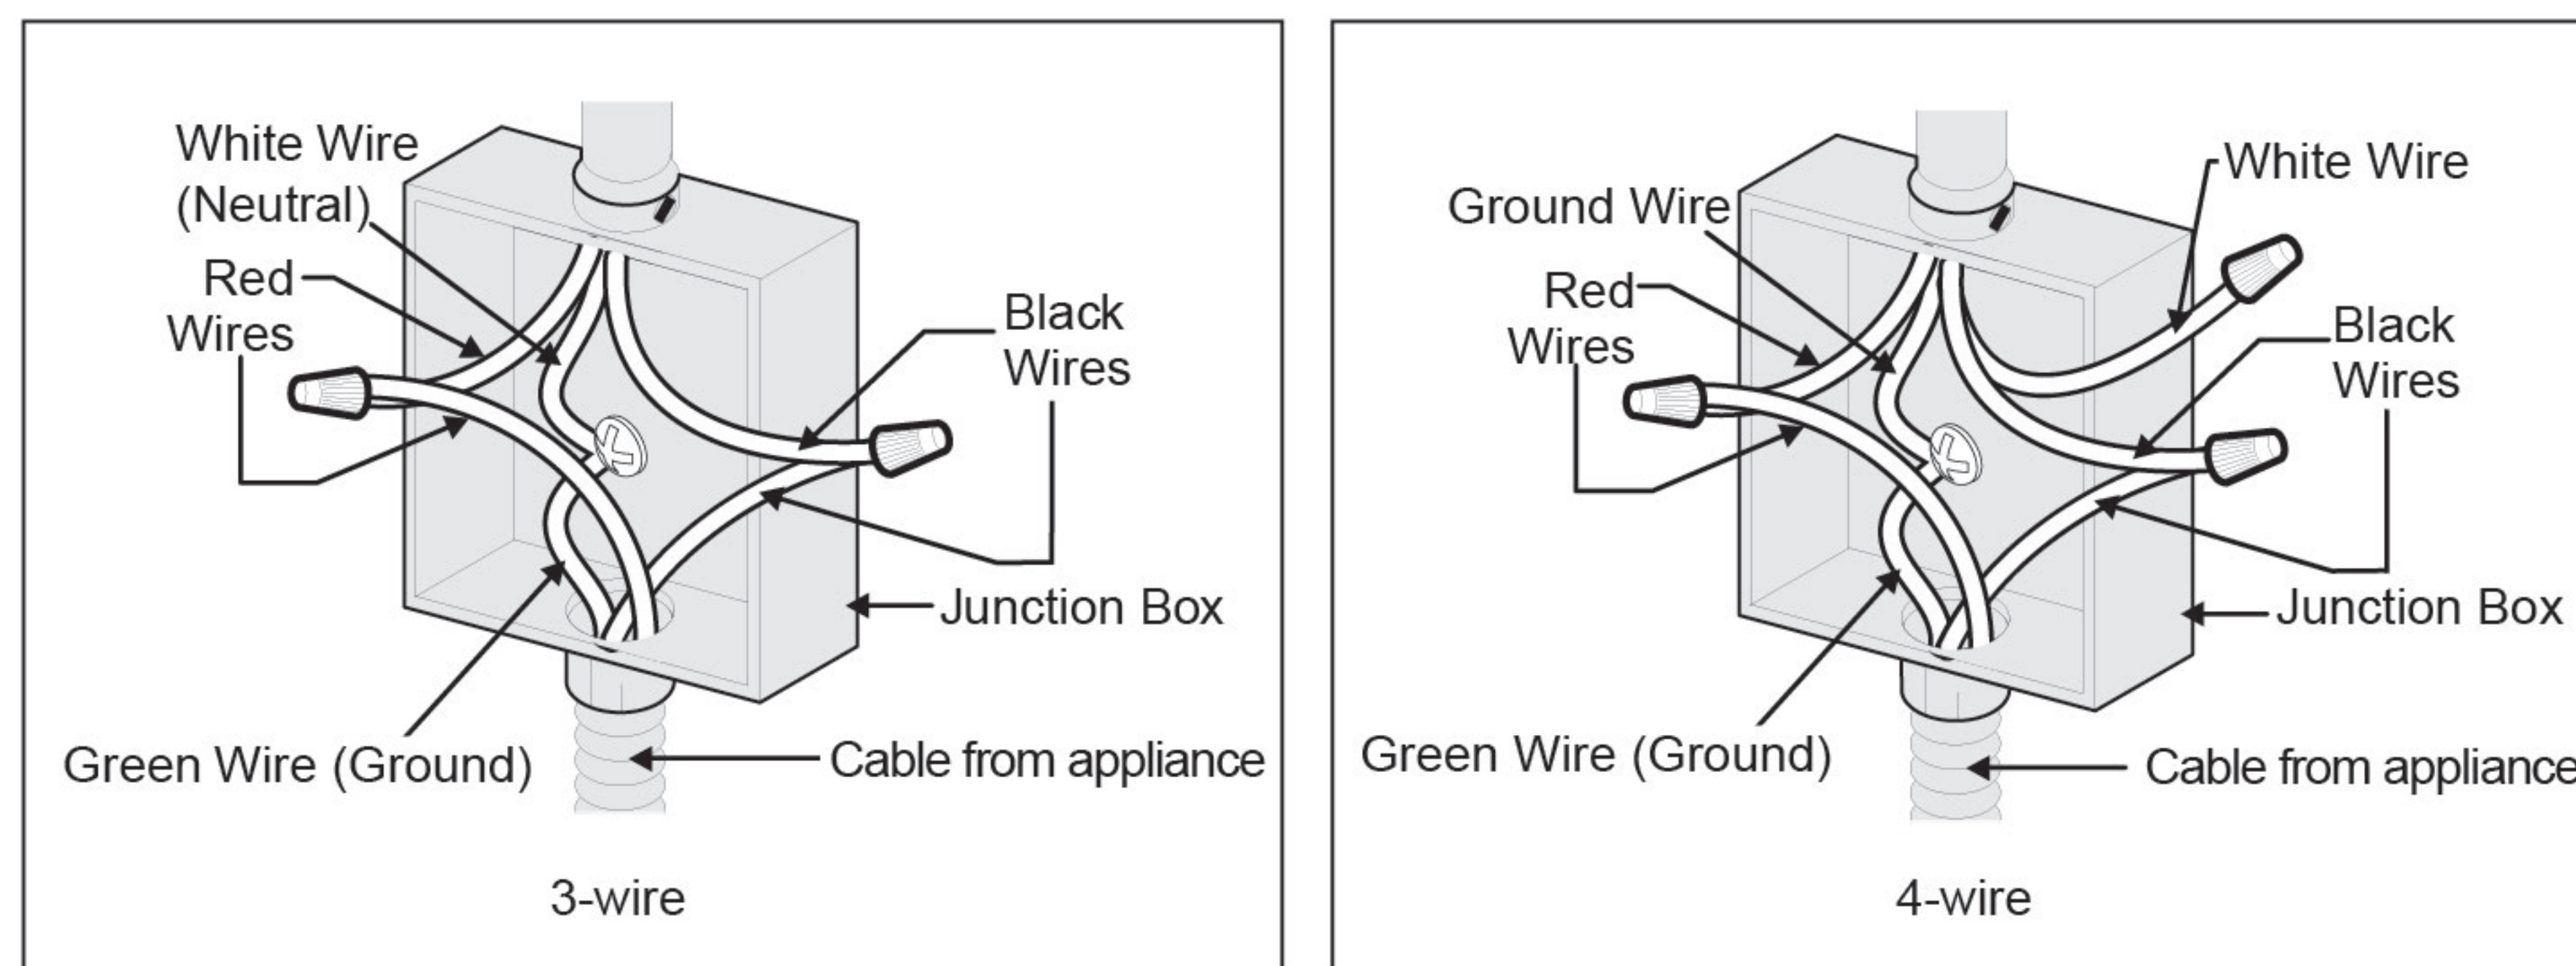 White Wire
(Neutral)
Red
Wires
Black
Wires
Junction Box
Green Wire (Ground)
Cable from appliance
3-wire
White Wire
Ground Wire
Red
Wires
Black
Wires
Junction Box
Green Wire (Ground)
Cable from appliance
4-wire